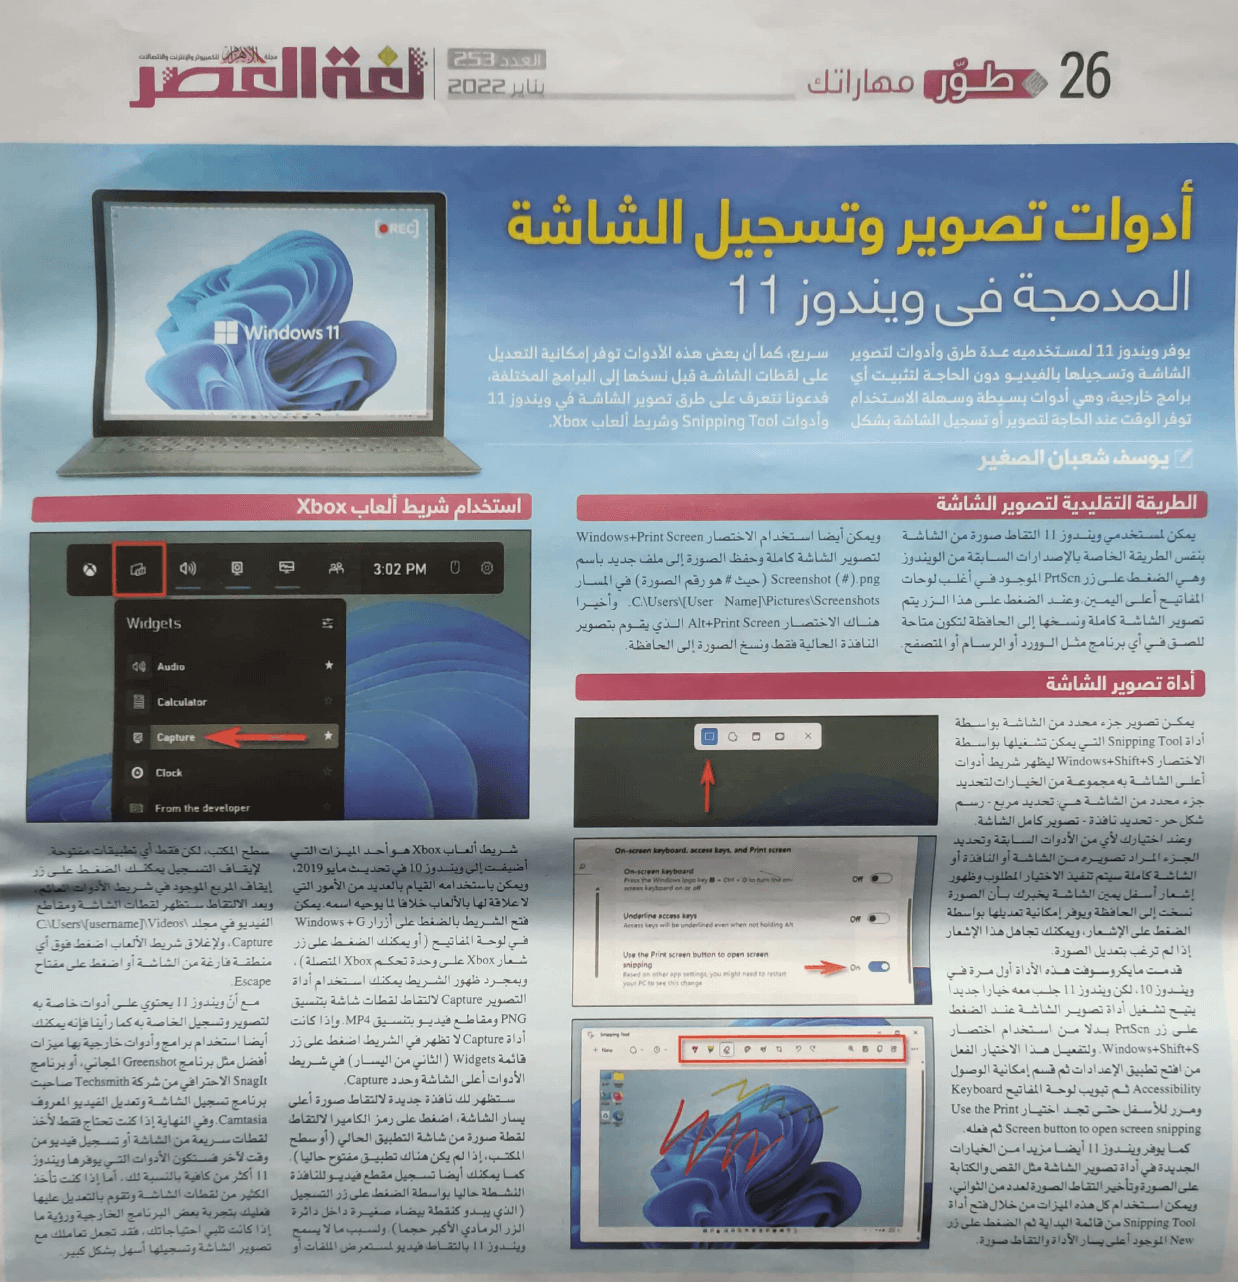 26
طوّر مهاراتك
العدد 253
يناير 2022
مجلة الأهرام للكمبيوتر والإنترنت والاتصالات
لغة العصر
أدوات تصوير وتسجيل الشاشة
المدمجة فى ويندوز 11
يوفر ويندوز 11 لمستخدميه عدة طرق وأدوات لتصوير
الشاشة وتسجيلها بالفيديو دون الحاجة لتثبيت أي
برامج خارجية، وهي أدوات بسيطة وسهلة الاستخدام
توفر الوقت عند الحاجة لتصوير أو تسجيل الشاشة بشكل
سريع، كما أن بعض هذه الأدوات توفر إمكانية التعديل
على لقطات الشاشة قبل نسخها إلى البرامج المختلفة،
فدعونا نتعرف على طرق تصوير الشاشة في ويندوز 11
وأدوات Snipping Tool وشريط ألعاب Xbox.
يوسف شعبان الصغير
[REC]
Windows 11
الطريقة التقليدية لتصوير الشاشة
يمكن لمستخدمي ويندوز 11 التقاط صورة من الشاشة
بنفس الطريقة الخاصة بالإصدارات السابقة من الويندوز
وهي الضغط على زر PrtScn الموجود في أغلب لوحات
المفاتيح أعلى اليمين. وعند الضغط على هذا الزر يتم
تصوير الشاشة كاملة ونسخها إلى الحافظة لتكون متاحة
للصق في أي برنامج مثل الوورد أو الرسام أو المتصفح.
ويمكن أيضا استخدام الاختصار Windows+Print Screen
لتصوير الشاشة كاملة وحفظ الصورة إلى ملف جديد باسم
Screenshot (#).png (حيث # هو رقم الصورة) في المسار
C:\Users\[User Name]\Pictures\Screenshots. وأخيرا
هناك الاختصار Alt+Print Screen الذي يقوم بتصوير
النافذة الحالية فقط ونسخ الصورة إلى الحافظة.
أداة تصوير الشاشة
يمكن تصوير جزء محدد من الشاشة بواسطة
أداة Snipping Tool التي يمكن تشغيلها بواسطة
الاختصار Windows+Shift+S ليظهر شريط أدوات
أعلى الشاشة به مجموعة من الخيارات لتحديد
جزء محدد من الشاشة هي: تحديد مربع - رسم
شكل حر - تحديد نافذة - تصوير كامل الشاشة.
وعند اختيارك لأي من الأدوات السابقة وتحديد
الجزء المراد تصويره من الشاشة أو النافذة أو
الشاشة كاملة سيتم تنفيذ الاختيار المطلوب وظهور
إشعار أسفل يمين الشاشة يخبرك بأن الصورة
نسخت إلى الحافظة ويوفر إمكانية تعديلها بواسطة
الضغط على الإشعار، ويمكنك تجاهل هذا الإشعار
إذا لم ترغب بتعديل الصورة.
قدمت مايكروسوفت هذه الأداة أول مرة في
ويندوز 10، لكن ويندوز 11 جلب معه خيارا جديدا
يتيح تشغيل أداة تصوير الشاشة عند الضغط
على زر PrtScn بدلا من استخدام اختصار
Windows+Shift+S. ولتفعيل هذا الاختيار الفعل
من افتح تطبيق الإعدادات ثم قسم إمكانية الوصول
Accessibility ثم تبويب لوحة المفاتيح Keyboard
ومرر للأسفل حتى تجد اختيار Use the Print
Screen button to open screen snipping ثم فعله.
كما يوفر ويندوز 11 أيضا مزيدا من الخيارات
الجديدة في أداة تصوير الشاشة مثل القص والكتابة
على الصورة وتأخير التقاط الصورة لعدد من الثواني،
ويمكن استخدام كل هذه الميزات من خلال فتح أداة
Snipping Tool من قائمة البداية ثم الضغط على زر
New الموجود أعلى يسار الأداة والتقاط صورة.
On-screen keyboard, access keys, and Print screen
On-screen keyboard
Press the Windows logo key + Ctrl + O to turn the on-
screen keyboard on or off
Off
Underline access keys
Access keys will be underlined even when not holding Alt
Off
Use the Print screen button to open screen
snipping
Based on other app settings, you might need to restart
your PC to see this change
On
Snipping Tool
New
استخدام شريط ألعاب Xbox
3:02 PM
Widgets
Audio
Calculator
Capture
Clock
From the developer
شريط ألعاب Xbox هو أحد الميزات التي
أضيفت إلى ويندوز 10 في تحديث مايو 2019،
ويمكن باستخدامه القيام بالعديد من الأمور التي
لا علاقة لها بالألعاب خلافا لما يوحيه اسمه. يمكن
فتح الشريط بالضغط على أزرار Windows + G
في لوحة المفاتيح (أو يمكنك الضغط على زر
شعار Xbox على وحدة تحكم Xbox المتصلة)،
وبمجرد ظهور الشريط يمكنك استخدام أداة
التصوير Capture لالتقاط لقطات شاشة بتنسيق
PNG ومقاطع فيديو بتنسيق MP4. وإذا كانت
أداة Capture لا تظهر في الشريط اضغط على زر
قائمة Widgets (الثاني من اليسار) في شريط
الأدوات أعلى الشاشة وحدد Capture.
ستظهر لك نافذة جديدة لالتقاط صورة أعلى
يسار الشاشة، اضغط على رمز الكاميرا لالتقاط
لقطة صورة من شاشة التطبيق الحالي (أو سطح
المكتب، إذا لم يكن هناك تطبيق مفتوح حاليا).
كما يمكنك أيضا تسجيل مقطع فيديو للنافذة
النشطة حاليا بواسطة الضغط على زر التسجيل
(الذي يبدو كنقطة بيضاء صغيرة داخل دائرة
الزر الرمادي الأكبر حجما). ولسبب ما لا يسمح
ويندوز 11 بالتقاط فيديو لمستعرض الملفات أو
سطح المكتب، لكن فقط أي تطبيقات مفتوحة.
لإيقاف التسجيل يمكنك الضغط على زر
إيقاف المربع الموجود في شريط الأدوات العائم.
وبعد الالتقاط ستظهر لقطات الشاشة ومقاطع
الفيديو في مجلد C:\Users\[username]\Videos\
Capture، ولإغلاق شريط الألعاب اضغط فوق أي
منطقة فارغة من الشاشة أو اضغط على مفتاح
Escape.
مع أن ويندوز 11 يحتوي على أدوات خاصة به
لتصوير وتسجيل الخاصة به كما رأينا فإنه يمكنك
أيضا استخدام برامج وأدوات خارجية بها ميزات
أفضل مثل برنامج Greenshot المجاني، أو برنامج
SnagIt الاحترافي من شركة Techsmith صاحبت
برنامج تسجيل الشاشة وتعديل الفيديو المعروف
Camtasia. وفي النهاية إذا كنت تحتاج فقط لأخذ
لقطات سريعة من الشاشة أو تسجيل فيديو من
وقت لآخر فستكون الأدوات التي يوفرها ويندوز
11 أكثر من كافية بالنسبة لك، أما إذا كنت تأخذ
الكثير من لقطات الشاشة وتقوم بالتعديل عليها
فعليك بتجربة بعض البرامج الخارجية ورؤية ما
إذا كانت تلبي احتياجاتك، فقد تجعل تعاملك مع
تصوير الشاشة وتسجيلها أسهل بشكل كبير.